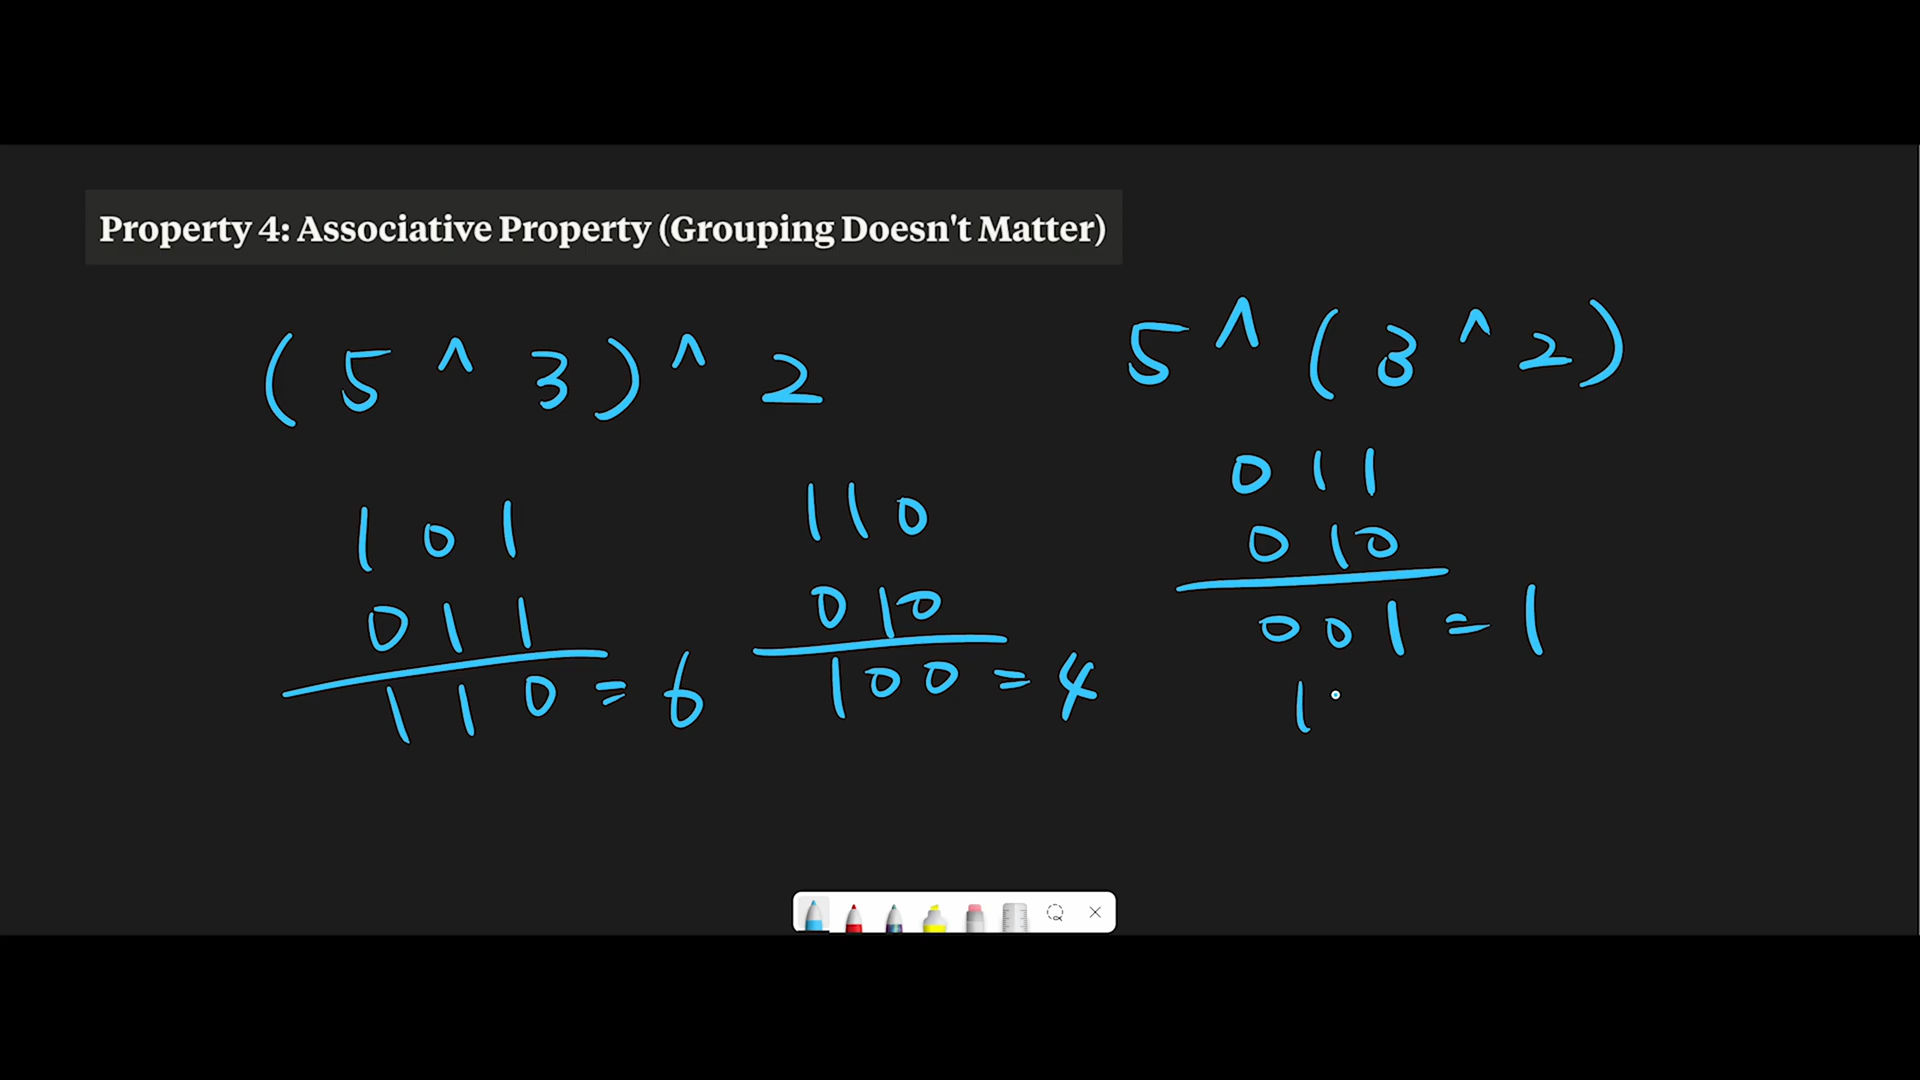 Property 4: Associative Property (Grouping Doesn't Matter)
(5 ^ 3) ^ 2
1 0 1
0 1 1
1 1 0 = 6
1 1 0
0 1 0
1 0 0 = 4
5 ^ (3 ^ 2)
0 1 1
0 1 0
0 0 1 = 1
1